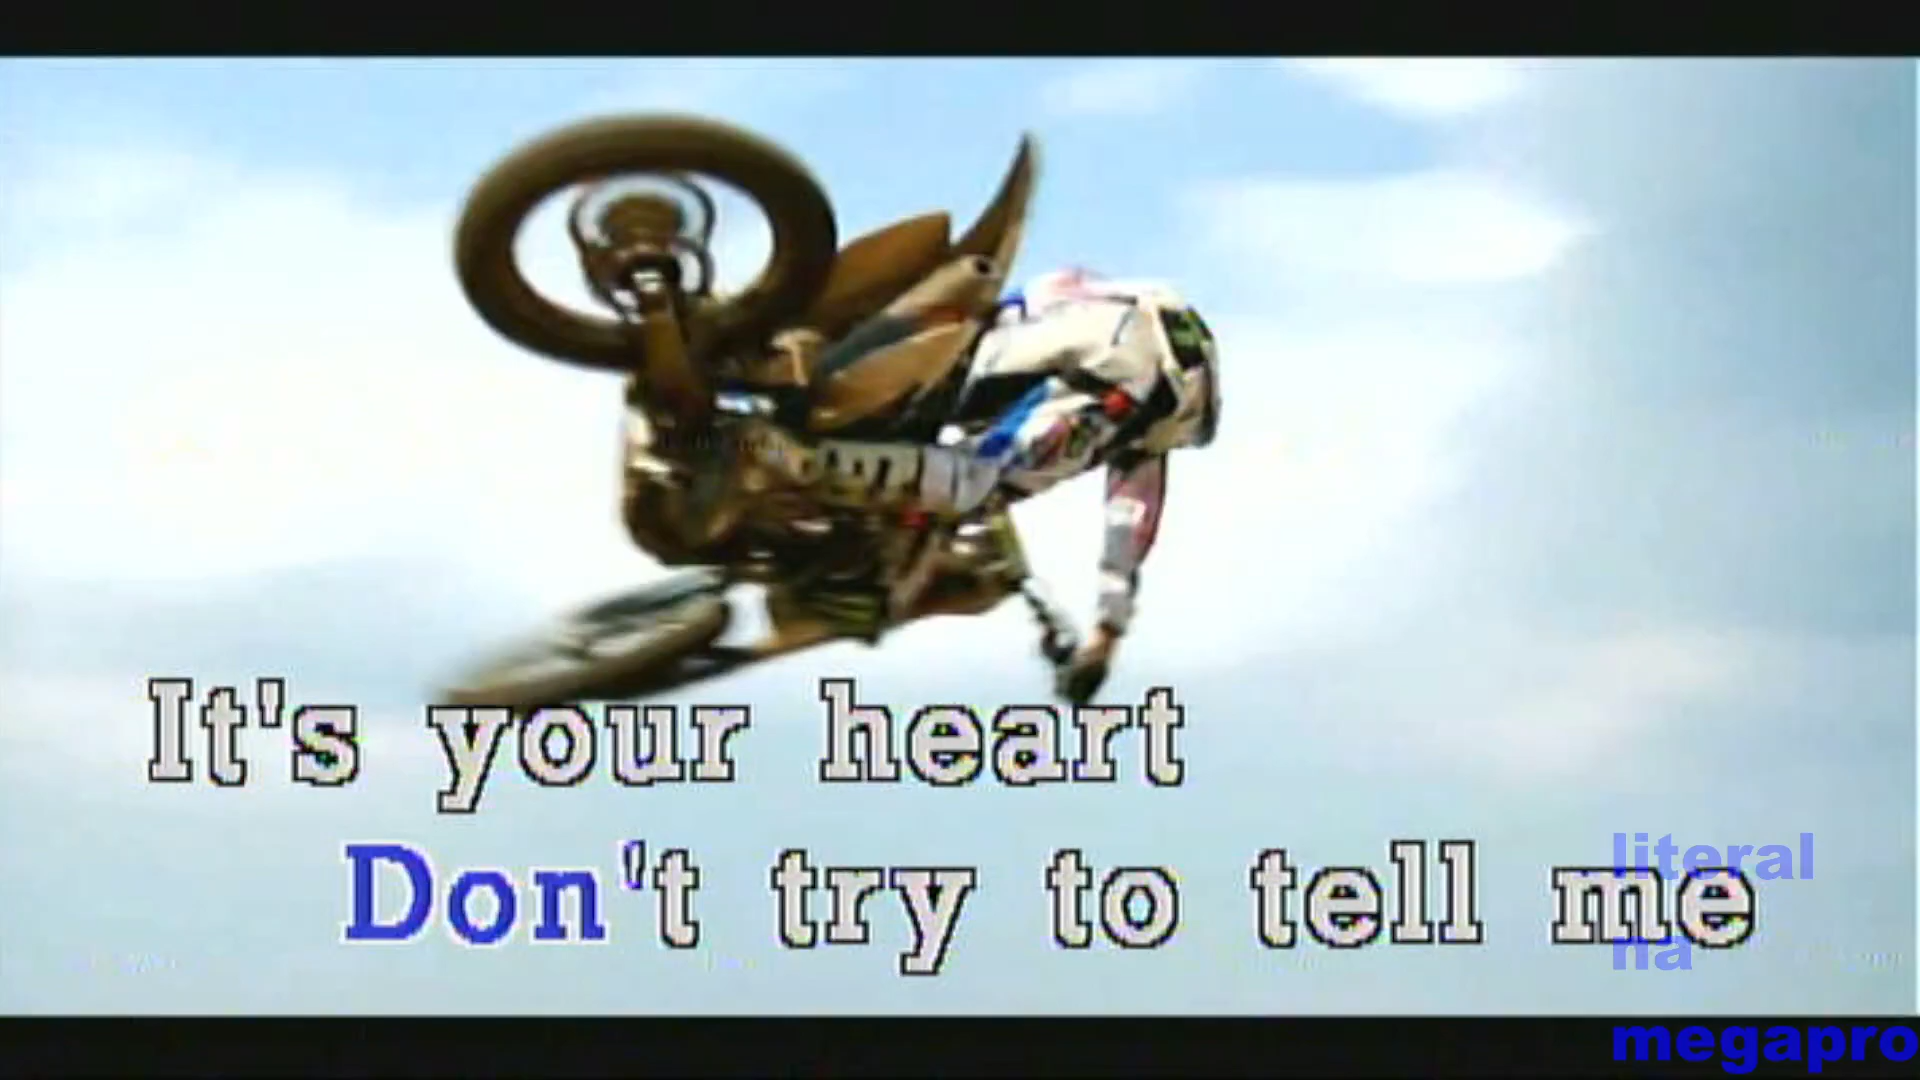 It's your heart
Don't try to tell me
literal
na
megapro